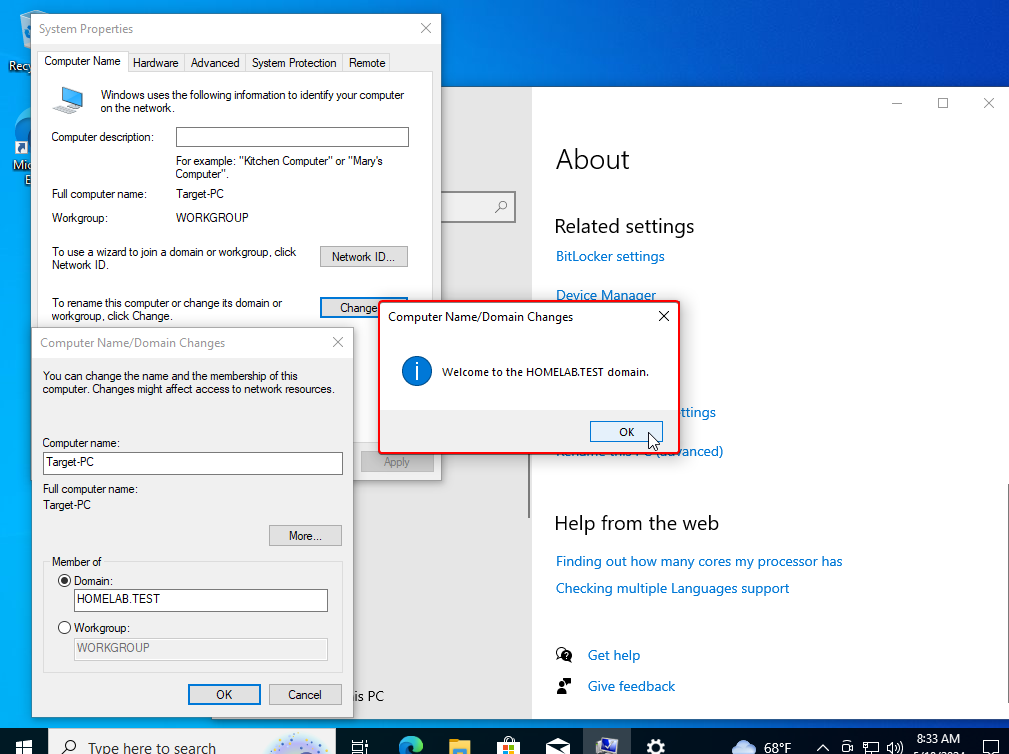 System Properties
Computer Name
Hardware
Advanced
System Protection
Remote
Windows uses the following information to identify your computer
on the network.
Computer description:
For example: "Kitchen Computer" or "Mary's
Computer".
Full computer name:
Target-PC
Workgroup:
WORKGROUP
To use a wizard to join a domain or workgroup, click
Network ID.
Network ID...
To rename this computer or change its domain or
workgroup, click Change.
Change
Apply
Computer Name/Domain Changes
Welcome to the HOMELAB.TEST domain.
OK
Computer Name/Domain Changes
You can change the name and the membership of this
computer. Changes might affect access to network resources.
Computer name:
Target-PC
Full computer name:
Target-PC
More...
Member of
Domain:
HOMELAB.TEST
Workgroup:
WORKGROUP
OK
Cancel
PC
About
Related settings
BitLocker settings
Device Manager
Help from the web
Finding out how many cores my processor has
Checking multiple Languages support
Get help
Give feedback
Type here to search
68°F
8:33 AM